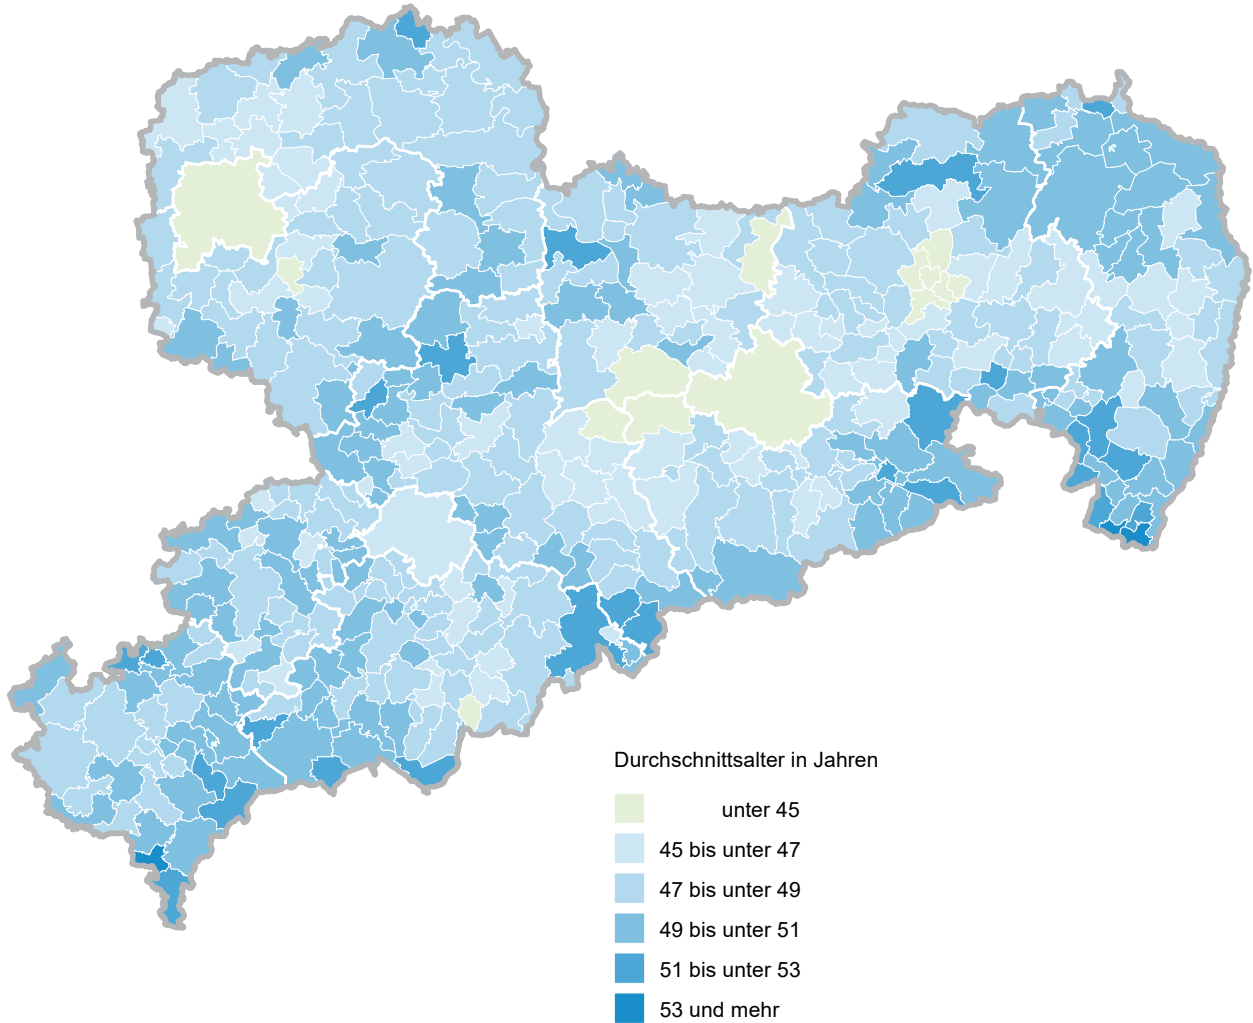 Durchschnittsalter in Jahren
unter 45
45 bis unter 47
47 bis unter 49
49 bis unter 51
51 bis unter 53
53 und mehr